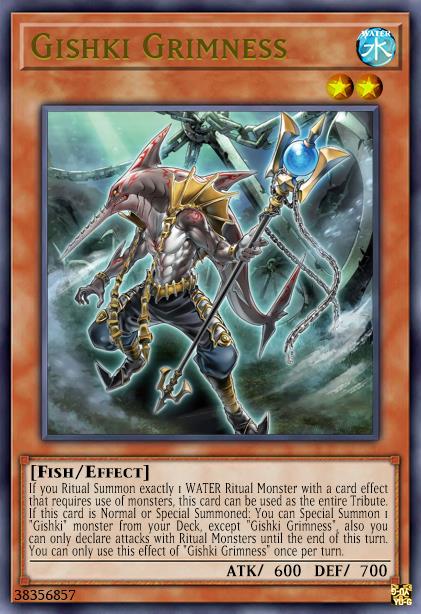 Gishki Grimness
WATER
水
[Fish/Effect]
If you Ritual Summon exactly 1 WATER Ritual Monster with a card effect
that requires use of monsters, this card can be used as the entire Tribute.
If this card is Normal or Special Summoned: You can Special Summon 1
"Gishki" monster from your Deck, except "Gishki Grimness", also you
can only declare attacks with Ritual Monsters until the end of this turn.
You can only use this effect of "Gishki Grimness" once per turn.
ATK/ 600 DEF/ 700
38356857